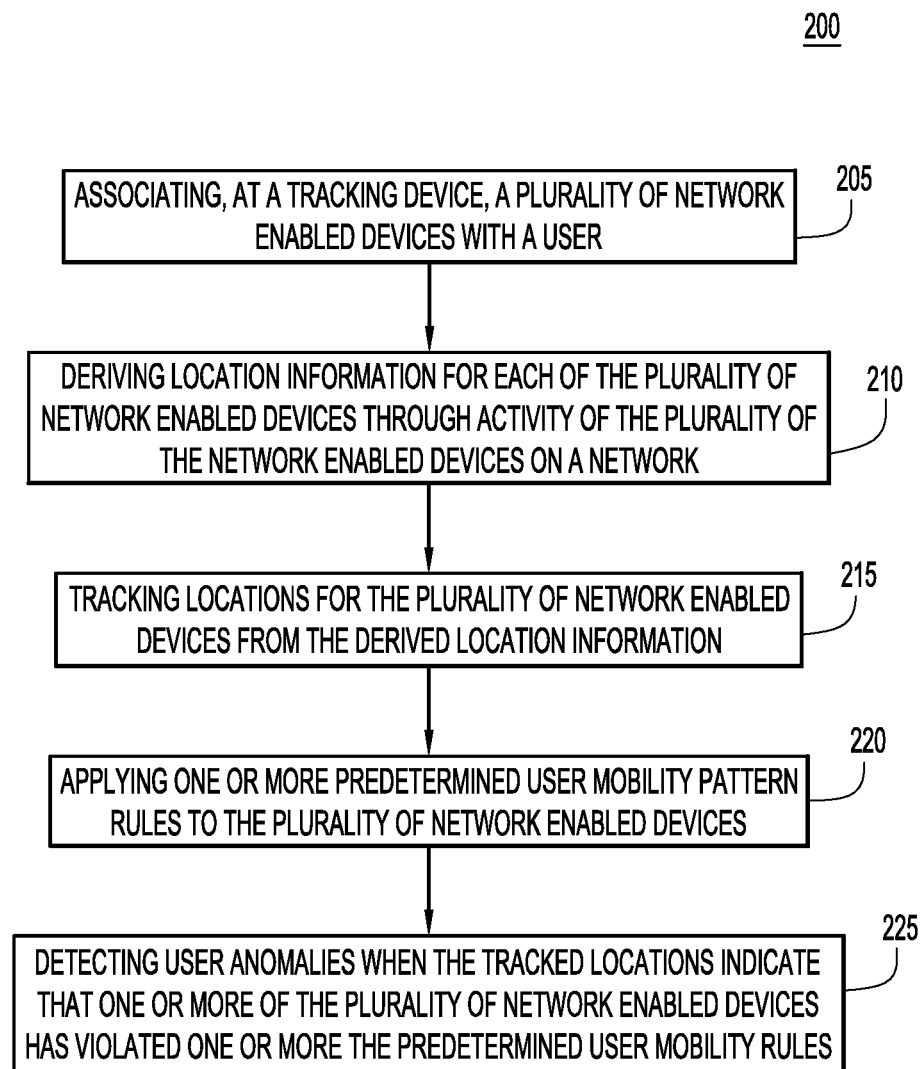 200
ASSOCIATING, AT A TRACKING DEVICE, A PLURALITY OF NETWORK
ENABLED DEVICES WITH A USER
205
DERIVING LOCATION INFORMATION FOR EACH OF THE PLURALITY OF
NETWORK ENABLED DEVICES THROUGH ACTIVITY OF THE PLURALITY OF
THE NETWORK ENABLED DEVICES ON A NETWORK
210
TRACKING LOCATIONS FOR THE PLURALITY OF NETWORK ENABLED
DEVICES FROM THE DERIVED LOCATION INFORMATION
215
APPLYING ONE OR MORE PREDETERMINED USER MOBILITY PATTERN
RULES TO THE PLURALITY OF NETWORK ENABLED DEVICES
220
DETECTING USER ANOMALIES WHEN THE TRACKED LOCATIONS INDICATE
THAT ONE OR MORE OF THE PLURALITY OF NETWORK ENABLED DEVICES
HAS VIOLATED ONE OR MORE THE PREDETERMINED USER MOBILITY RULES
225